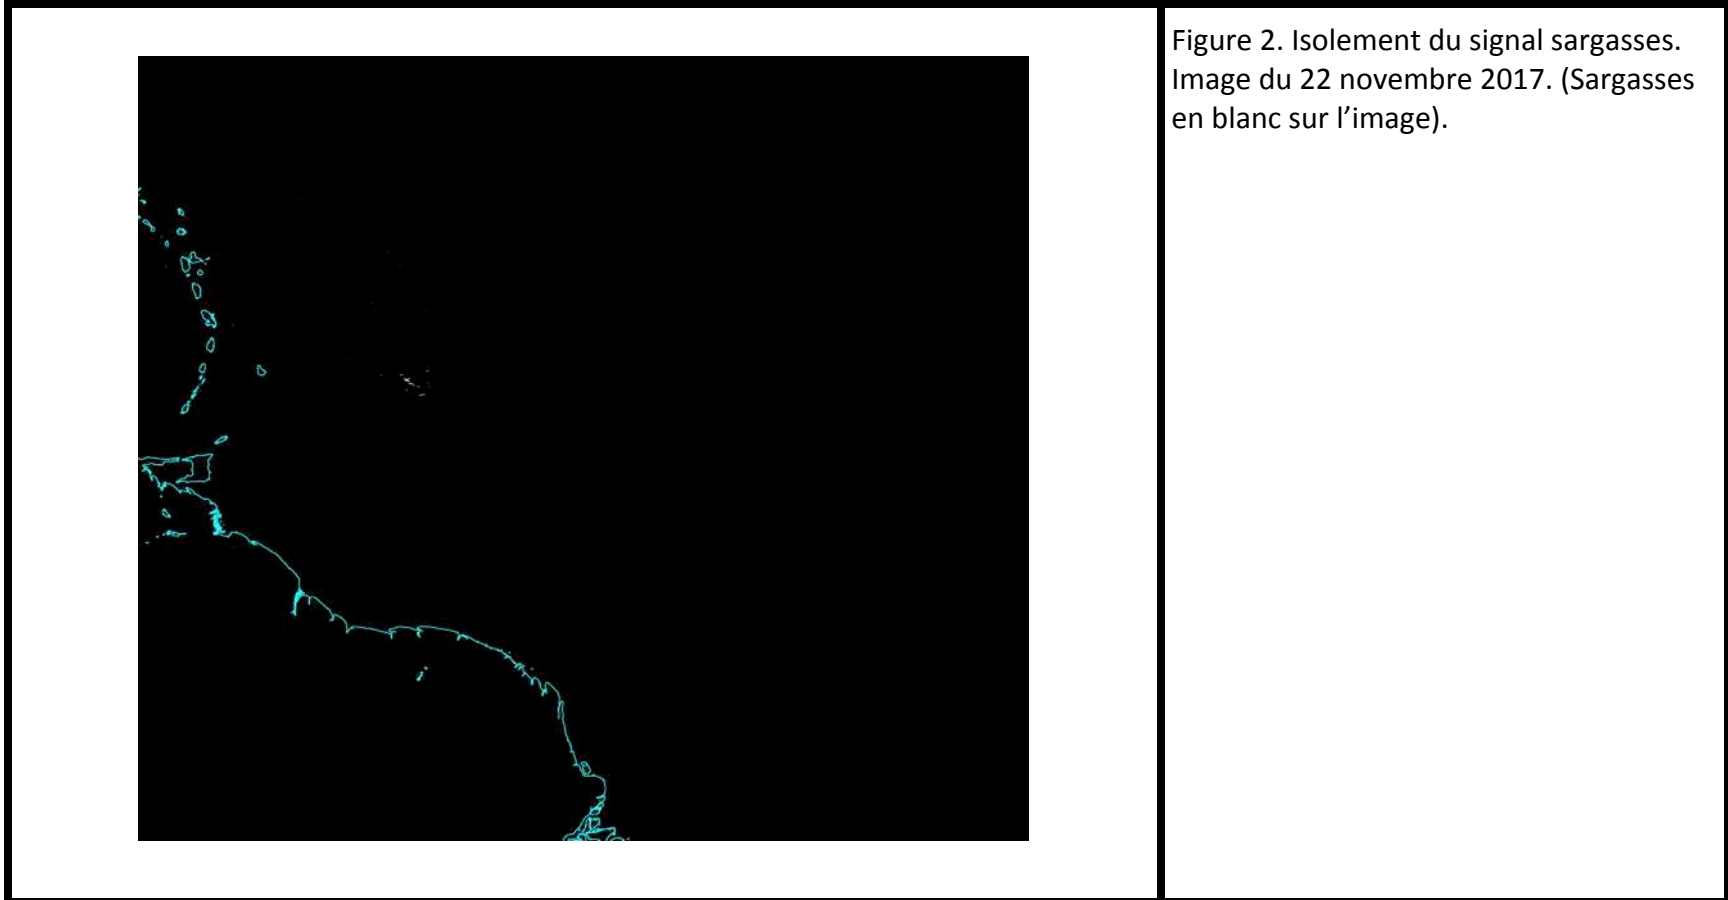 Figure 2. Isolement du signal sargasses.
Image du 22 novembre 2017. (Sargasses
en blanc sur l’image).